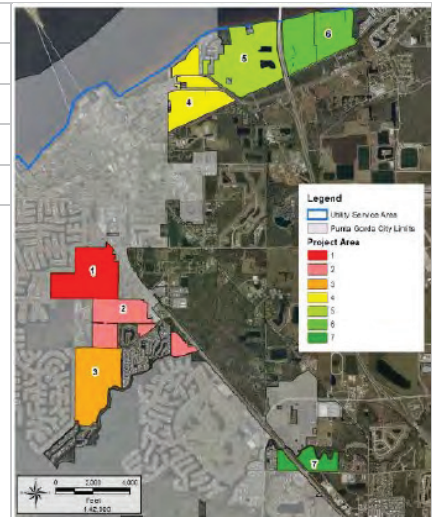 6
5
4
Legend
Utility Service Area
Punta Gorda City Limits
Project Area
1
2
3
4
5
6
7
1
2
3
7
0 2,000 4,000
Feet
1:42,000